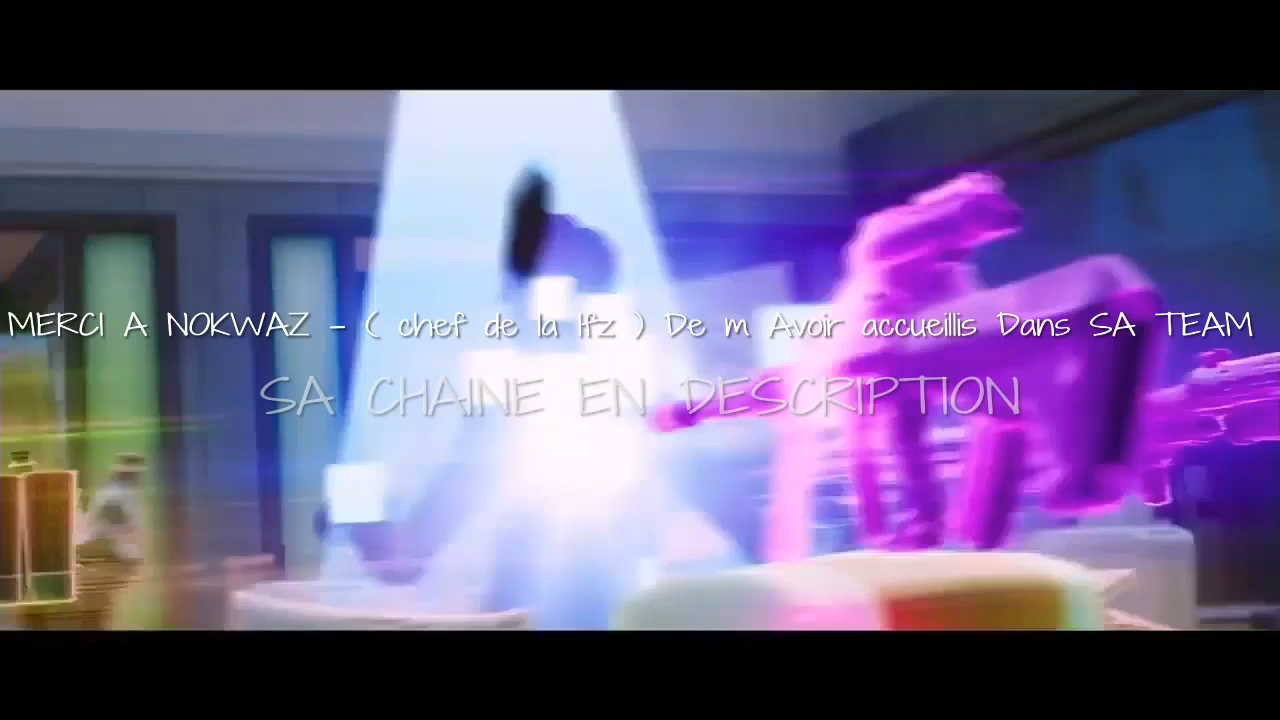 MERCI A NOKWAZ - ( chef de la lfz ) De m Avoir accueillis Dans SA TEAM
SA CHAINE EN DESCRIPTION